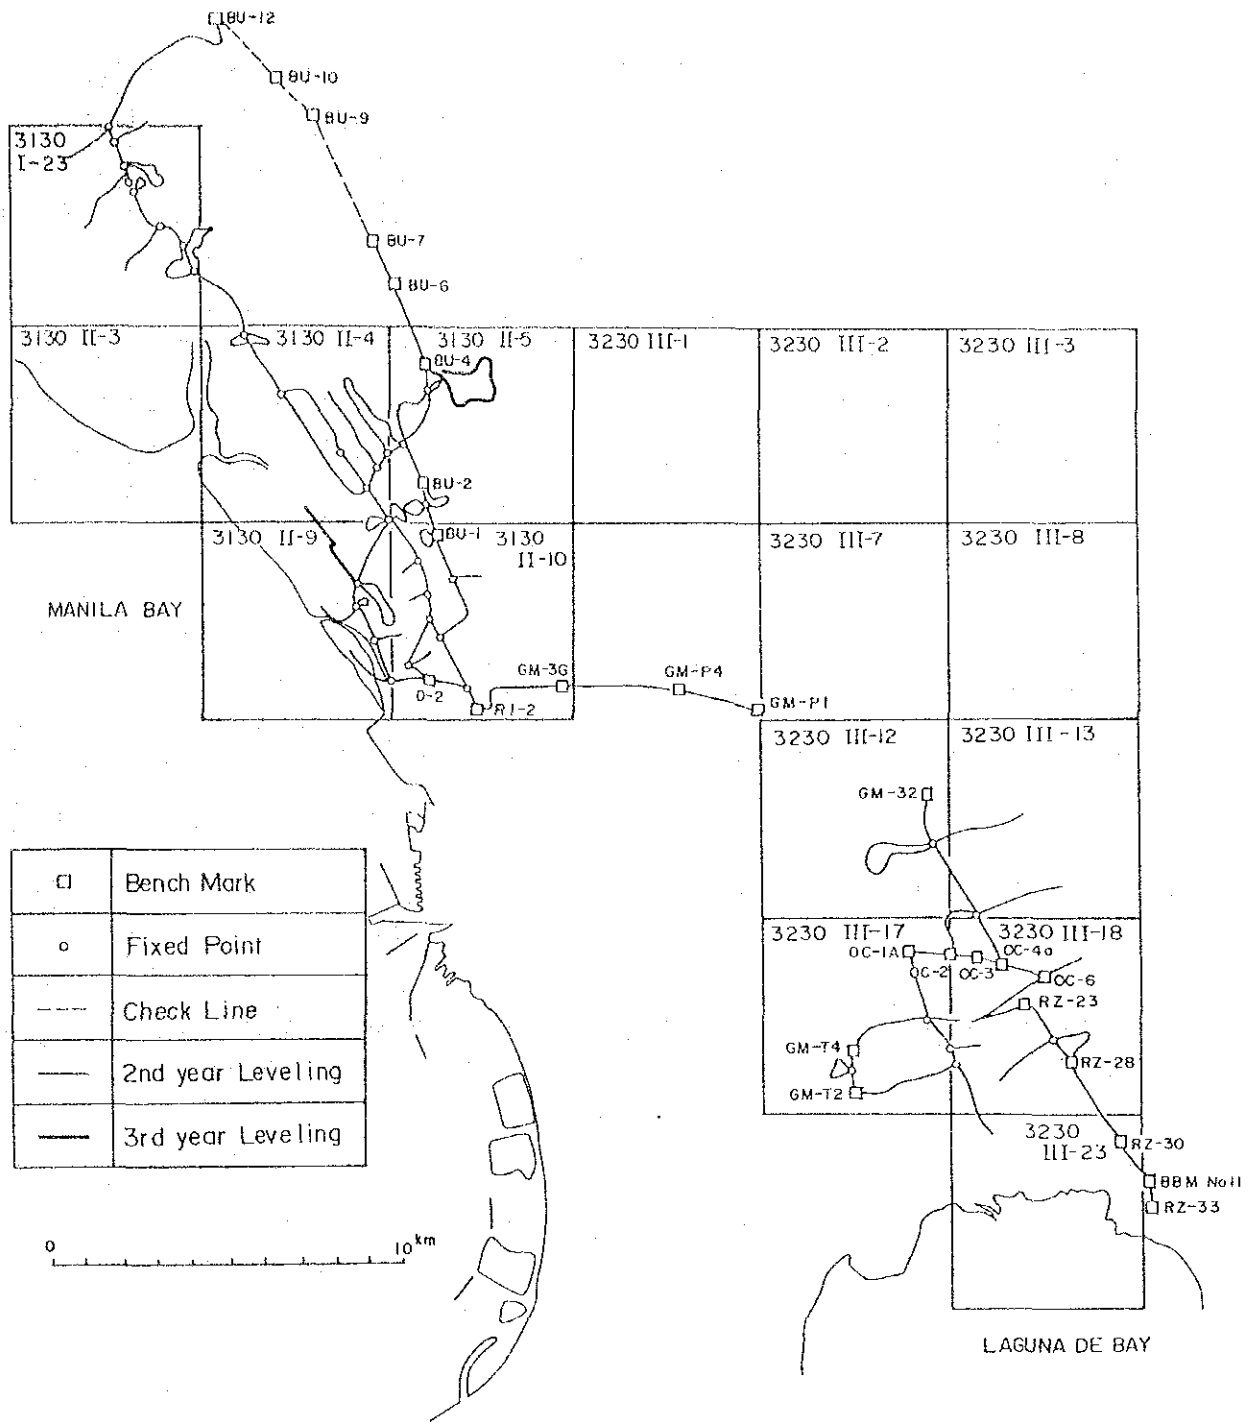 BU-12
BU-10
BU-9
3130
I-23
BU-7
BU-6
3130 II-3
3130 II-4
3130 II-5
3230 III-1
3230 III-2
3230 III-3
BU-4
BU-2
3130 II-9
BU-1
3130
II-10
3230 III-7
3230 III-8
MANILA BAY
GM-3G
GM-P4
O-2
R1-2
GM-P1
3230 III-12
3230 III-13
GM-32
Bench Mark
Fixed Point
Check Line
2nd year Leveling
3rd year Leveling
3230 III-17
3230 III-18
OC-1A
OC-2
OC-3
OC-4a
OC-6
RZ-23
GM-T4
RZ-28
GM-T2
3230
III-23
RZ-30
BBM No11
RZ-33
0 10 km
LAGUNA DE BAY